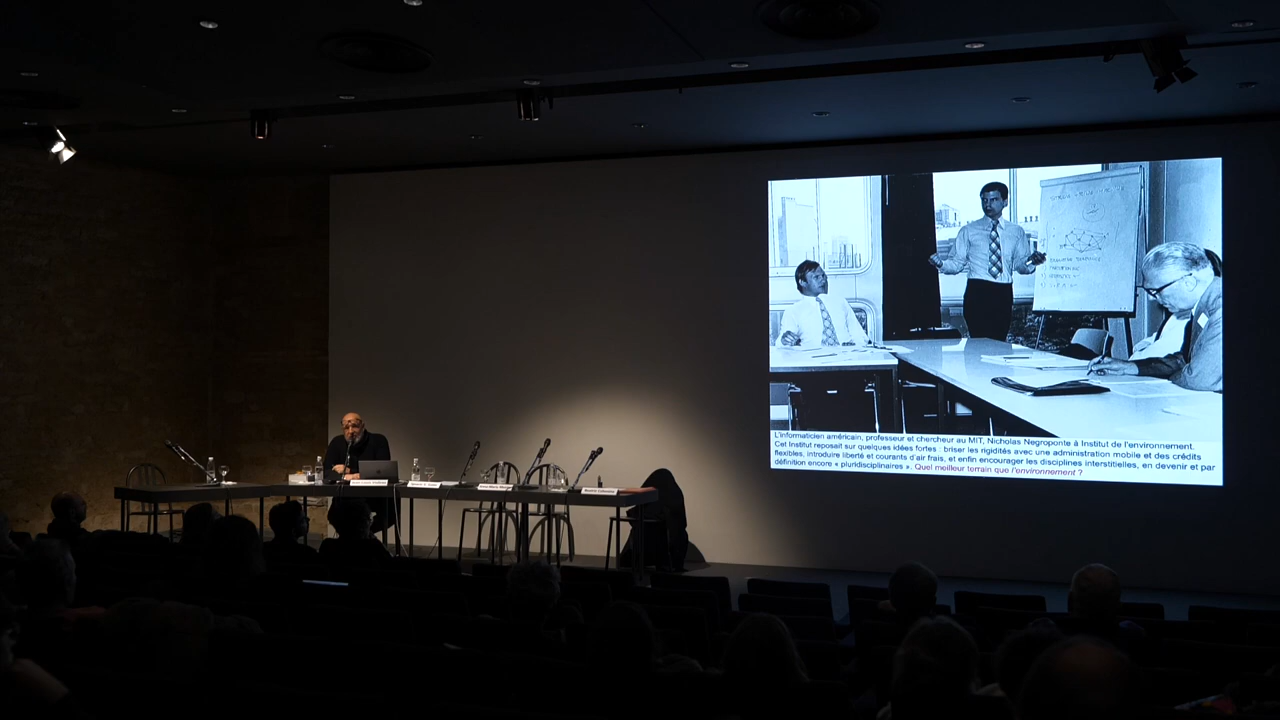 L'informaticien américain, professeur et chercheur au MIT, Nicholas Negroponte à Institut de l'environnement.
Cet Institut reposait sur quelques idées fortes : briser les rigidités avec une administration mobile et des crédits
flexibles, introduire liberté et courants d'air frais, et enfin encourager les disciplines interstitielles, en devenir et par
définition encore « pluridisciplinaires ». Quel meilleur terrain que l'environnement ?